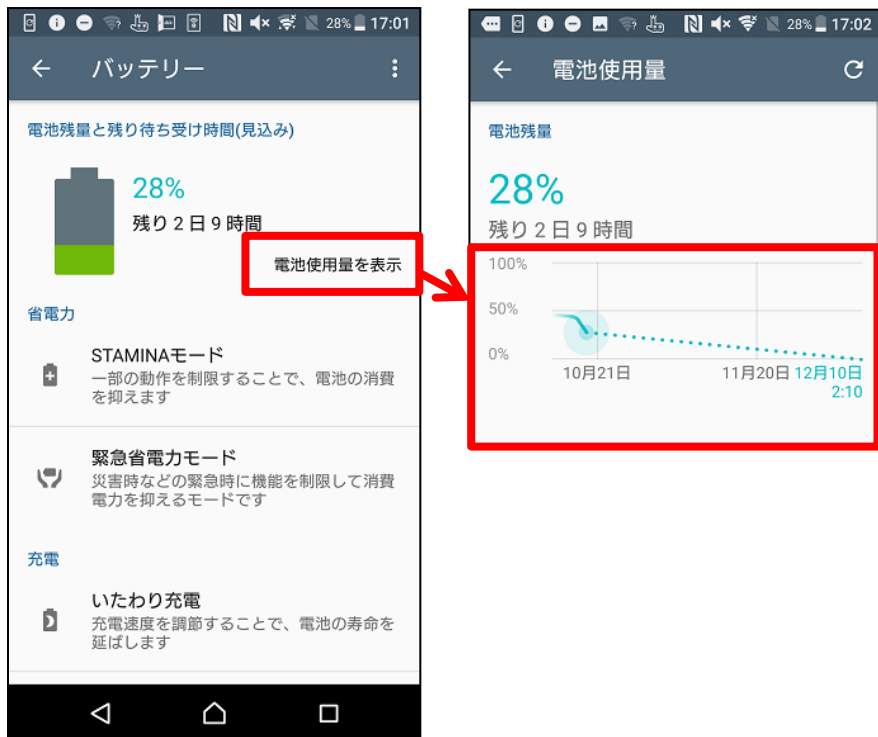 28% 17:01
バッテリー
電池残量と残り待ち受け時間(見込み)
28%
残り 2 日 9 時間
電池使用量を表示
省電力
STAMINAモード
一部の動作を制限することで、電池の消費
を抑えます
緊急省電力モード
災害時などの緊急時に機能を制限して消費
電力を抑えるモードです
充電
いたわり充電
充電速度を調節することで、電池の寿命を
延ばします
28% 17:02
電池使用量
電池残量
28%
残り 2 日 9 時間
100%
50%
0%
10月21日 11月20日 12月10日
2:10